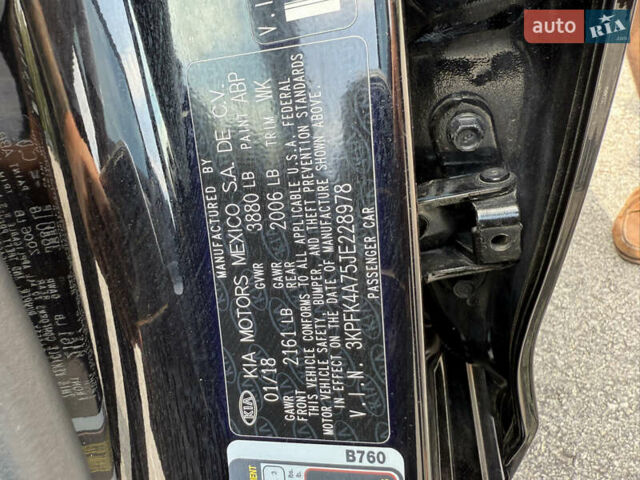 auto RIA.com
MANUFACTURED BY
KIA KIA MOTORS MEXICO S.A. DE C.V.
01/18 GVWR 3880 LB PAINT ABP
GAWR FRONT 2161 LB GAWR REAR 2006 LB TRIM WK
THIS VEHICLE CONFORMS TO ALL APPLICABLE U.S.A. FEDERAL
MOTOR VEHICLE SAFETY, BUMPER, AND THEFT PREVENTION STANDARDS
IN EFFECT ON THE DATE OF MANUFACTURE SHOWN ABOVE.
V.I.N. 3KPFK4A75JE228978
PASSENGER CAR
V.I
B760